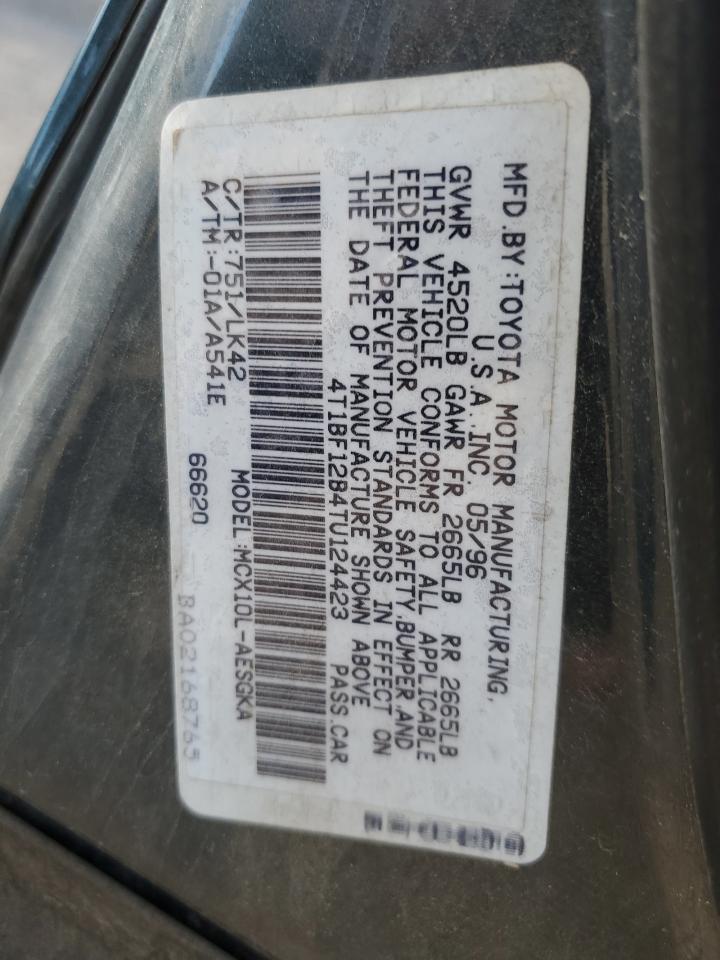 MFD.BY:TOYOTA MOTOR MANUFACTURING,
U.S.A.,INC. 05/96
GVWR 4520LB GAWR FR 2665LB RR 2665LB
THIS VEHICLE CONFORMS TO ALL APPLICABLE
FEDERAL MOTOR VEHICLE SAFETY,BUMPER,AND
THEFT PREVENTION STANDARDS IN EFFECT ON
THE DATE OF MANUFACTURE SHOWN ABOVE
4T1BF12B4TU124423 PASS.CAR
C/TR:751/LK42 MODEL:MCX10L-AESGKA
A/TM:-01A/A541E
66620 BA02168765